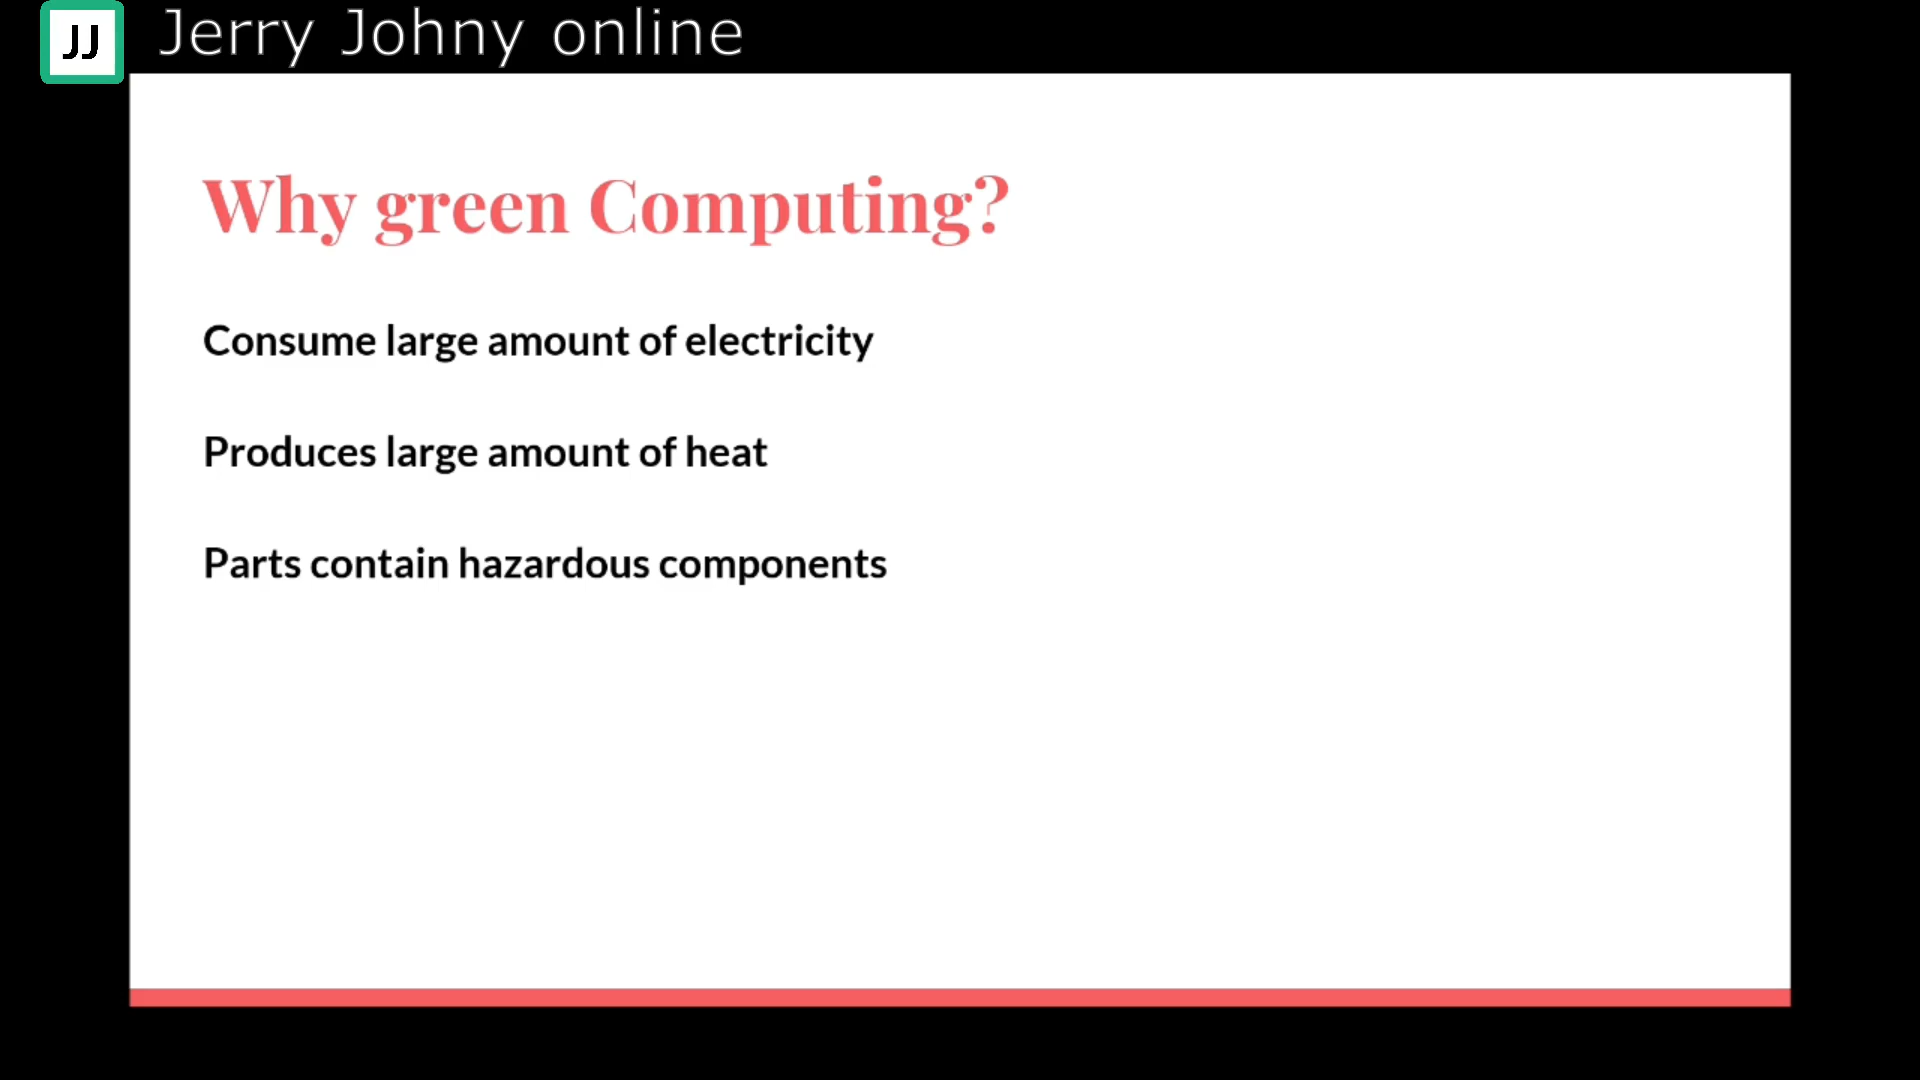 JJ Jerry Johny online
Why green Computing?
Consume large amount of electricity
Produces large amount of heat
Parts contain hazardous components